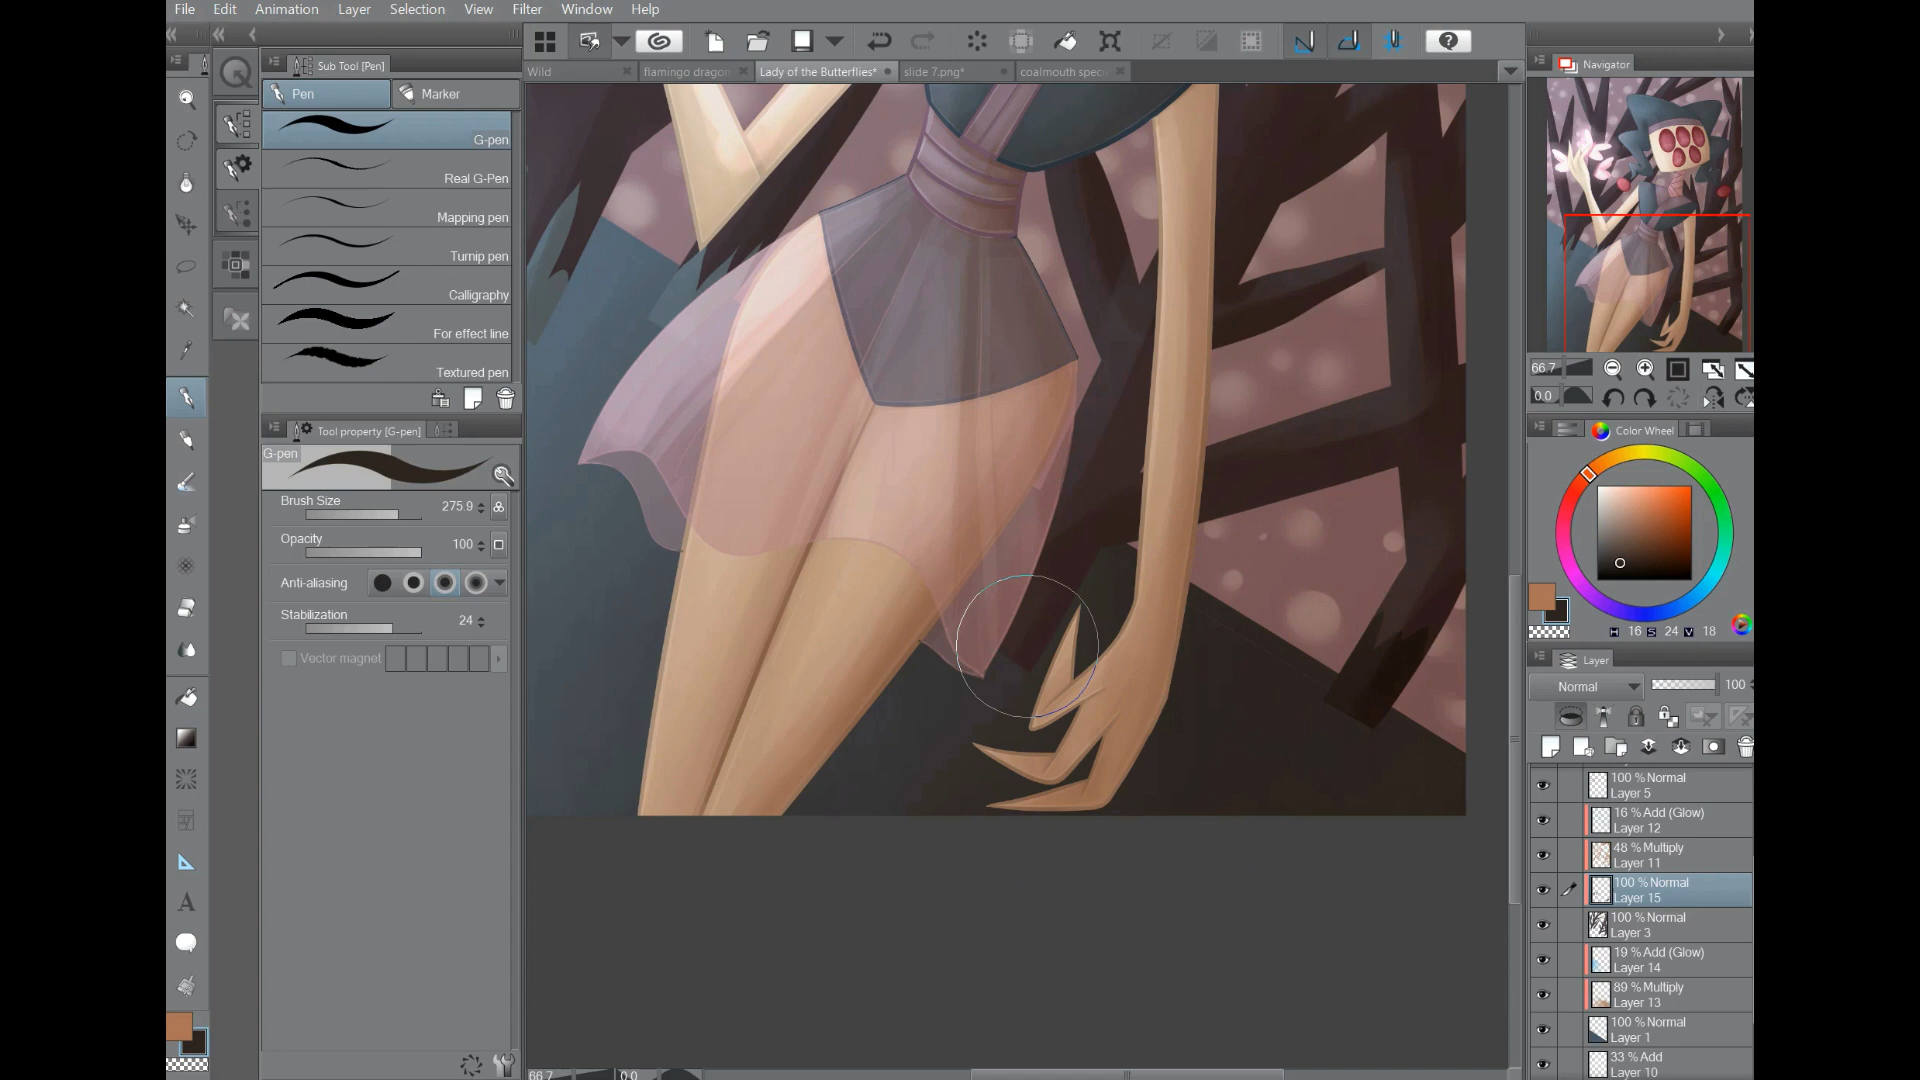 File Edit Animation Layer Selection View Filter Window Help
Sub Tool [Pen]
Pen Marker
G-pen
Real G-Pen
Mapping pen
Turnip pen
Calligraphy
For effect line
Textured pen
Tool property [G-pen]
G-pen
Brush Size 275.9
Opacity 100
Anti-aliasing
Stabilization 24
Vector magnet
Wild flamingo dragon Lady of the Butterflies* slide 7.png* coalmouth spec
66.7 0.0
Navigator
66.7
0.0
Color Wheel
H 16 S 24 V 18
Layer
Normal 100
100 % Normal
Layer 5
16 % Add (Glow)
Layer 12
48 % Multiply
Layer 11
100 % Normal
Layer 15
100 % Normal
Layer 3
19 % Add (Glow)
Layer 14
89 % Multiply
Layer 13
100 % Normal
Layer 1
33 % Add
Layer 10